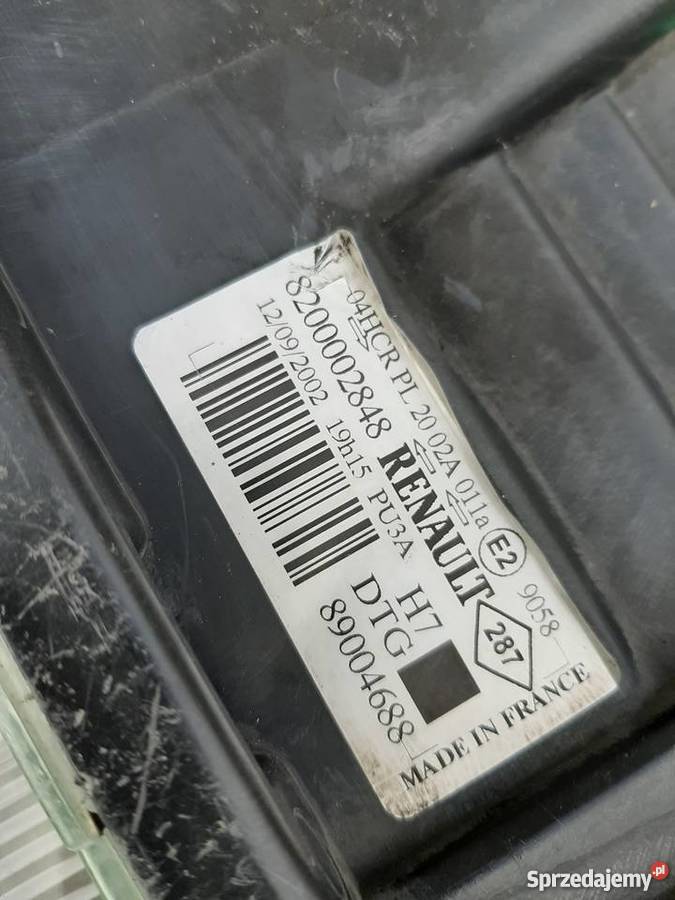 04HCR PL 20 02A 011a E2 9058
8200002848 RENAULT 287
12/09/2002 19h15 PU3A H7
DTG
89004688
MADE IN FRANCE
Sprzedajemy.pl